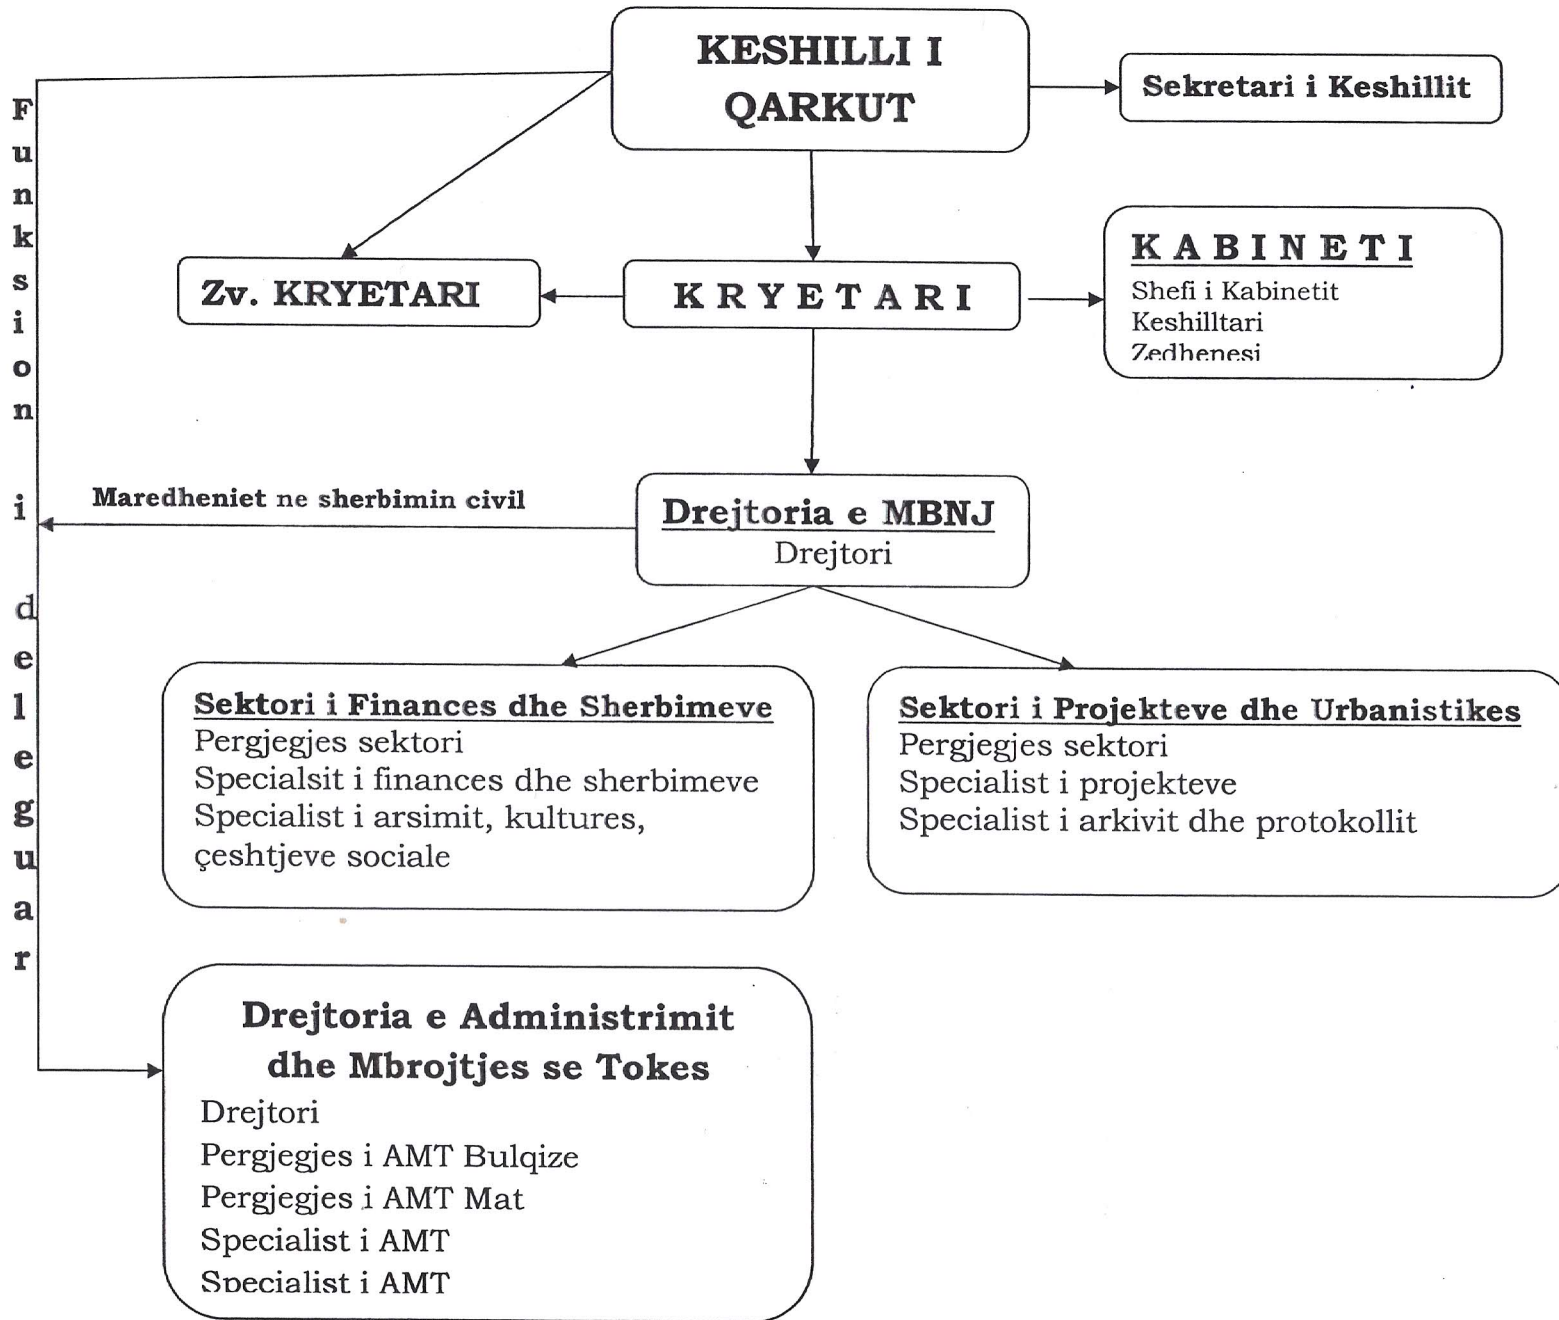 KESHILLI I
QARKUT
Sekretari i Keshillit
Zv. KRYETARI
K R Y E T A R I
K A B I N E T I
Shefi i Kabinetit
Keshilltari
Zedhenesi
Funksion i deleguar
Maredheniet ne sherbimin civil
Drejtoria e MBNJ
Drejtori
Sektori i Finances dhe Sherbimeve
Pergjegjes sektori
Specialsit i finances dhe sherbimeve
Specialist i arsimit, kultures,
çeshtjeve sociale
Sektori i Projekteve dhe Urbanistikes
Pergjegjes sektori
Specialist i projekteve
Specialist i arkivit dhe protokollit
Drejtoria e Administrimit
dhe Mbrojtjes se Tokes
Drejtori
Pergjegjes i AMT Bulqize
Pergjegjes i AMT Mat
Specialist i AMT
Specialist i AMT